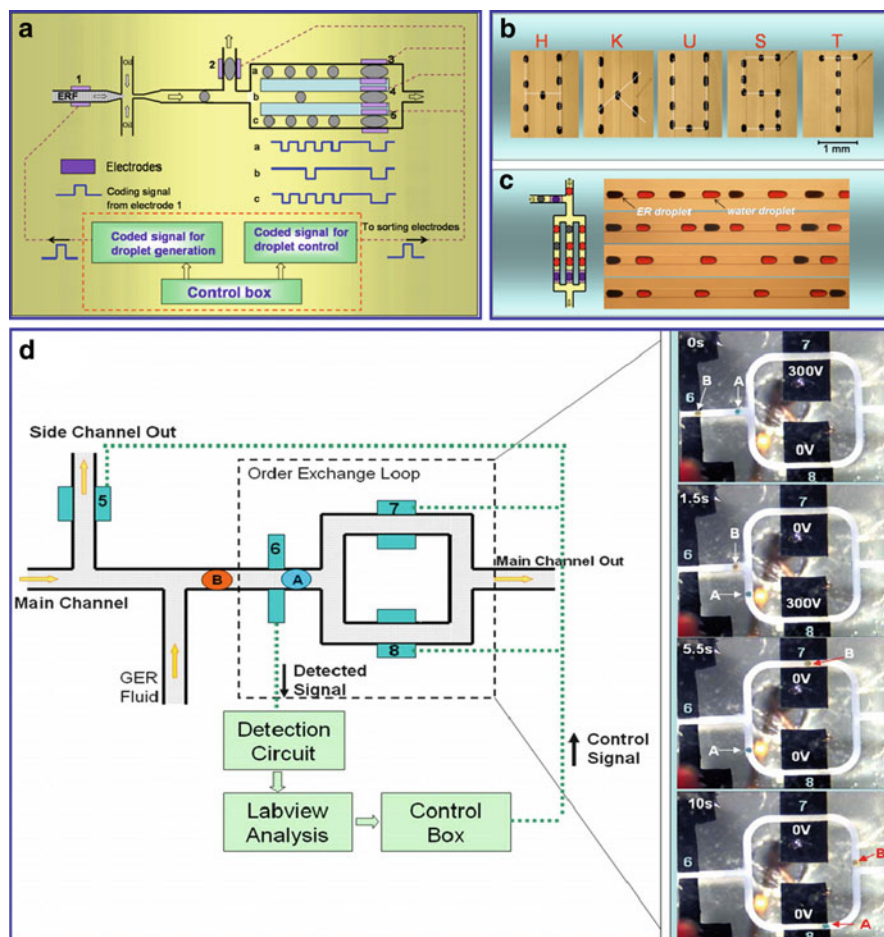 a
1
ERF
Oil
Oil
2
3
4
5
a
b
c
a
b
c
Electrodes
Coding signal
from electrode 1
Coded signal for
droplet generation
Coded signal for
droplet control
To sorting electrodes
Control box
b
H K U S T
1 mm
c
ER droplet
water droplet
d
Side Channel Out
5
Order Exchange Loop
7
6
B
A
Main Channel
Main Channel Out
8
GER
Fluid
Detected
Signal
Detection
Circuit
Control
Signal
Labview
Analysis
Control
Box
0s
7
300V
B
A
6
0V
8
1.5s
7
0V
B
6
A
300V
8
5.5s
7
B
0V
6
A
0V
8
10s
7
0V
B
6
0V
A
8